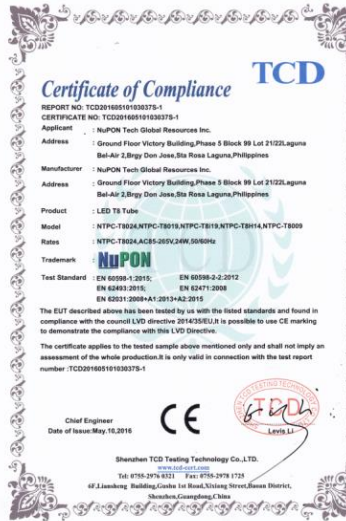 TCD
Certificate of Compliance
REPORT NO: TCD20160510103037S-1
CERTIFICATE NO: TCD20160510103037S-1
Applicant : NuPON Tech Global Resources Inc.
Address : Ground Floor Victory Building,Phase 5 Block 99 Lot 21/22Laguna
Bel-Air 2,Brgy Don Jose,Sta Rosa Laguna,Philippines
Manufacturer : NuPON Tech Global Resources Inc.
Address : Ground Floor Victory Building,Phase 5 Block 99 Lot 21/22Laguna
Bel-Air 2,Brgy Don Jose,Sta Rosa Laguna,Philippines
Product : LED T8 Tube
Model : NTPC-T8024,NTPC-T8019,NTPC-T8I19,NTPC-T8H14,NTPC-T8009
Rates : NTPC-T8024,AC85-265V,24W,50/60Hz
Trademark : NuPON
Test Standard : EN 60598-1:2015; EN 60598-2-2:2012
EN 62493:2015; EN 62471:2008
EN 62031:2008+A1:2013+A2:2015
The EUT described above has been tested by us with the listed standards and found in
compliance with the council LVD directive 2014/35/EU.It is possible to use CE marking
to demonstrate the compliance with this LVD Directive.
The certificate applies to the tested sample above mentioned only and shall not imply an
assessment of the whole production.It is only valid in connection with the test report
number :TCD20160510103037S-1
CE
TCD
Chief Engineer
Levis Li
Date of Issue:May.10,2016
Shenzhen TCD Testing Technology Co.,LTD.
www.tcd-cert.com
Tel: 0755-2976 0321 Fax: 0755-2978 1725
6F,Liansheng Building,Gushu 1st Road,Xixiang Street,Baoan District,
Shenzhen,Guangdong,China